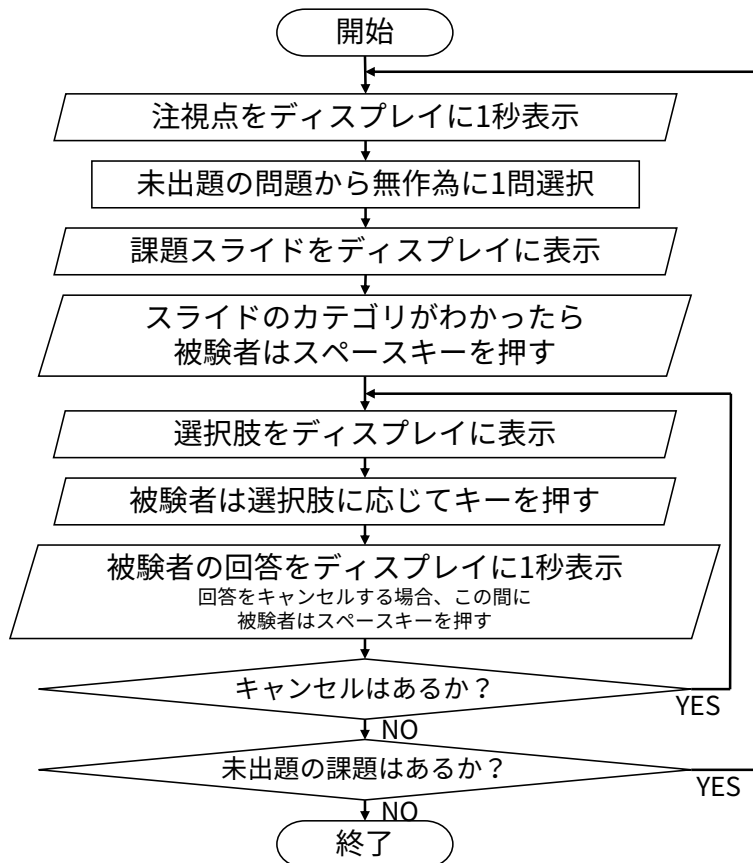 開始
注視点をディスプレイに1秒表示
未出題の問題から無作為に1問選択
課題スライドをディスプレイに表示
スライドのカテゴリがわかったら
被験者はスペースキーを押す
選択肢をディスプレイに表示
被験者は選択肢に応じてキーを押す
被験者の回答をディスプレイに1秒表示
回答をキャンセルする場合、この間に
被験者はスペースキーを押す
キャンセルはあるか？
YES
NO
未出題の課題はあるか？
YES
NO
終了